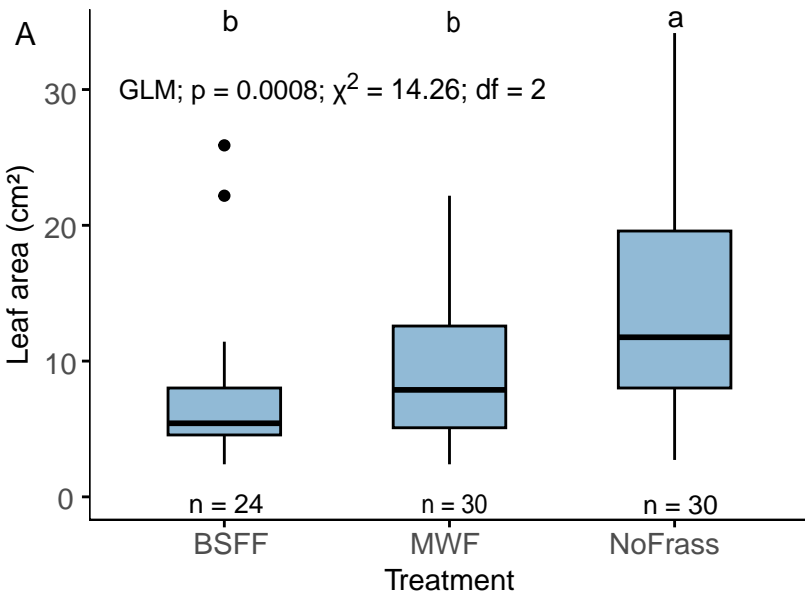 A
b b a
GLM; p = 0.0008; χ² = 14.26; df = 2
30
20
10
0
Leaf area (cm²)
n = 24 n = 30 n = 30
BSFF MWF NoFrass
Treatment